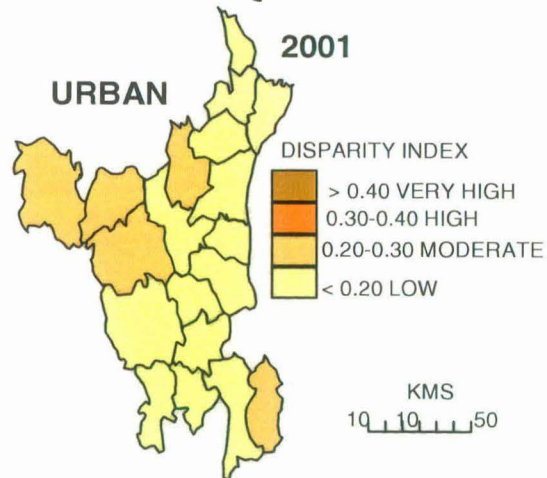 2001
URBAN
DISPARITY INDEX
> 0.40 VERY HIGH
0.30-0.40 HIGH
0.20-0.30 MODERATE
< 0.20 LOW
KMS
10 10 50